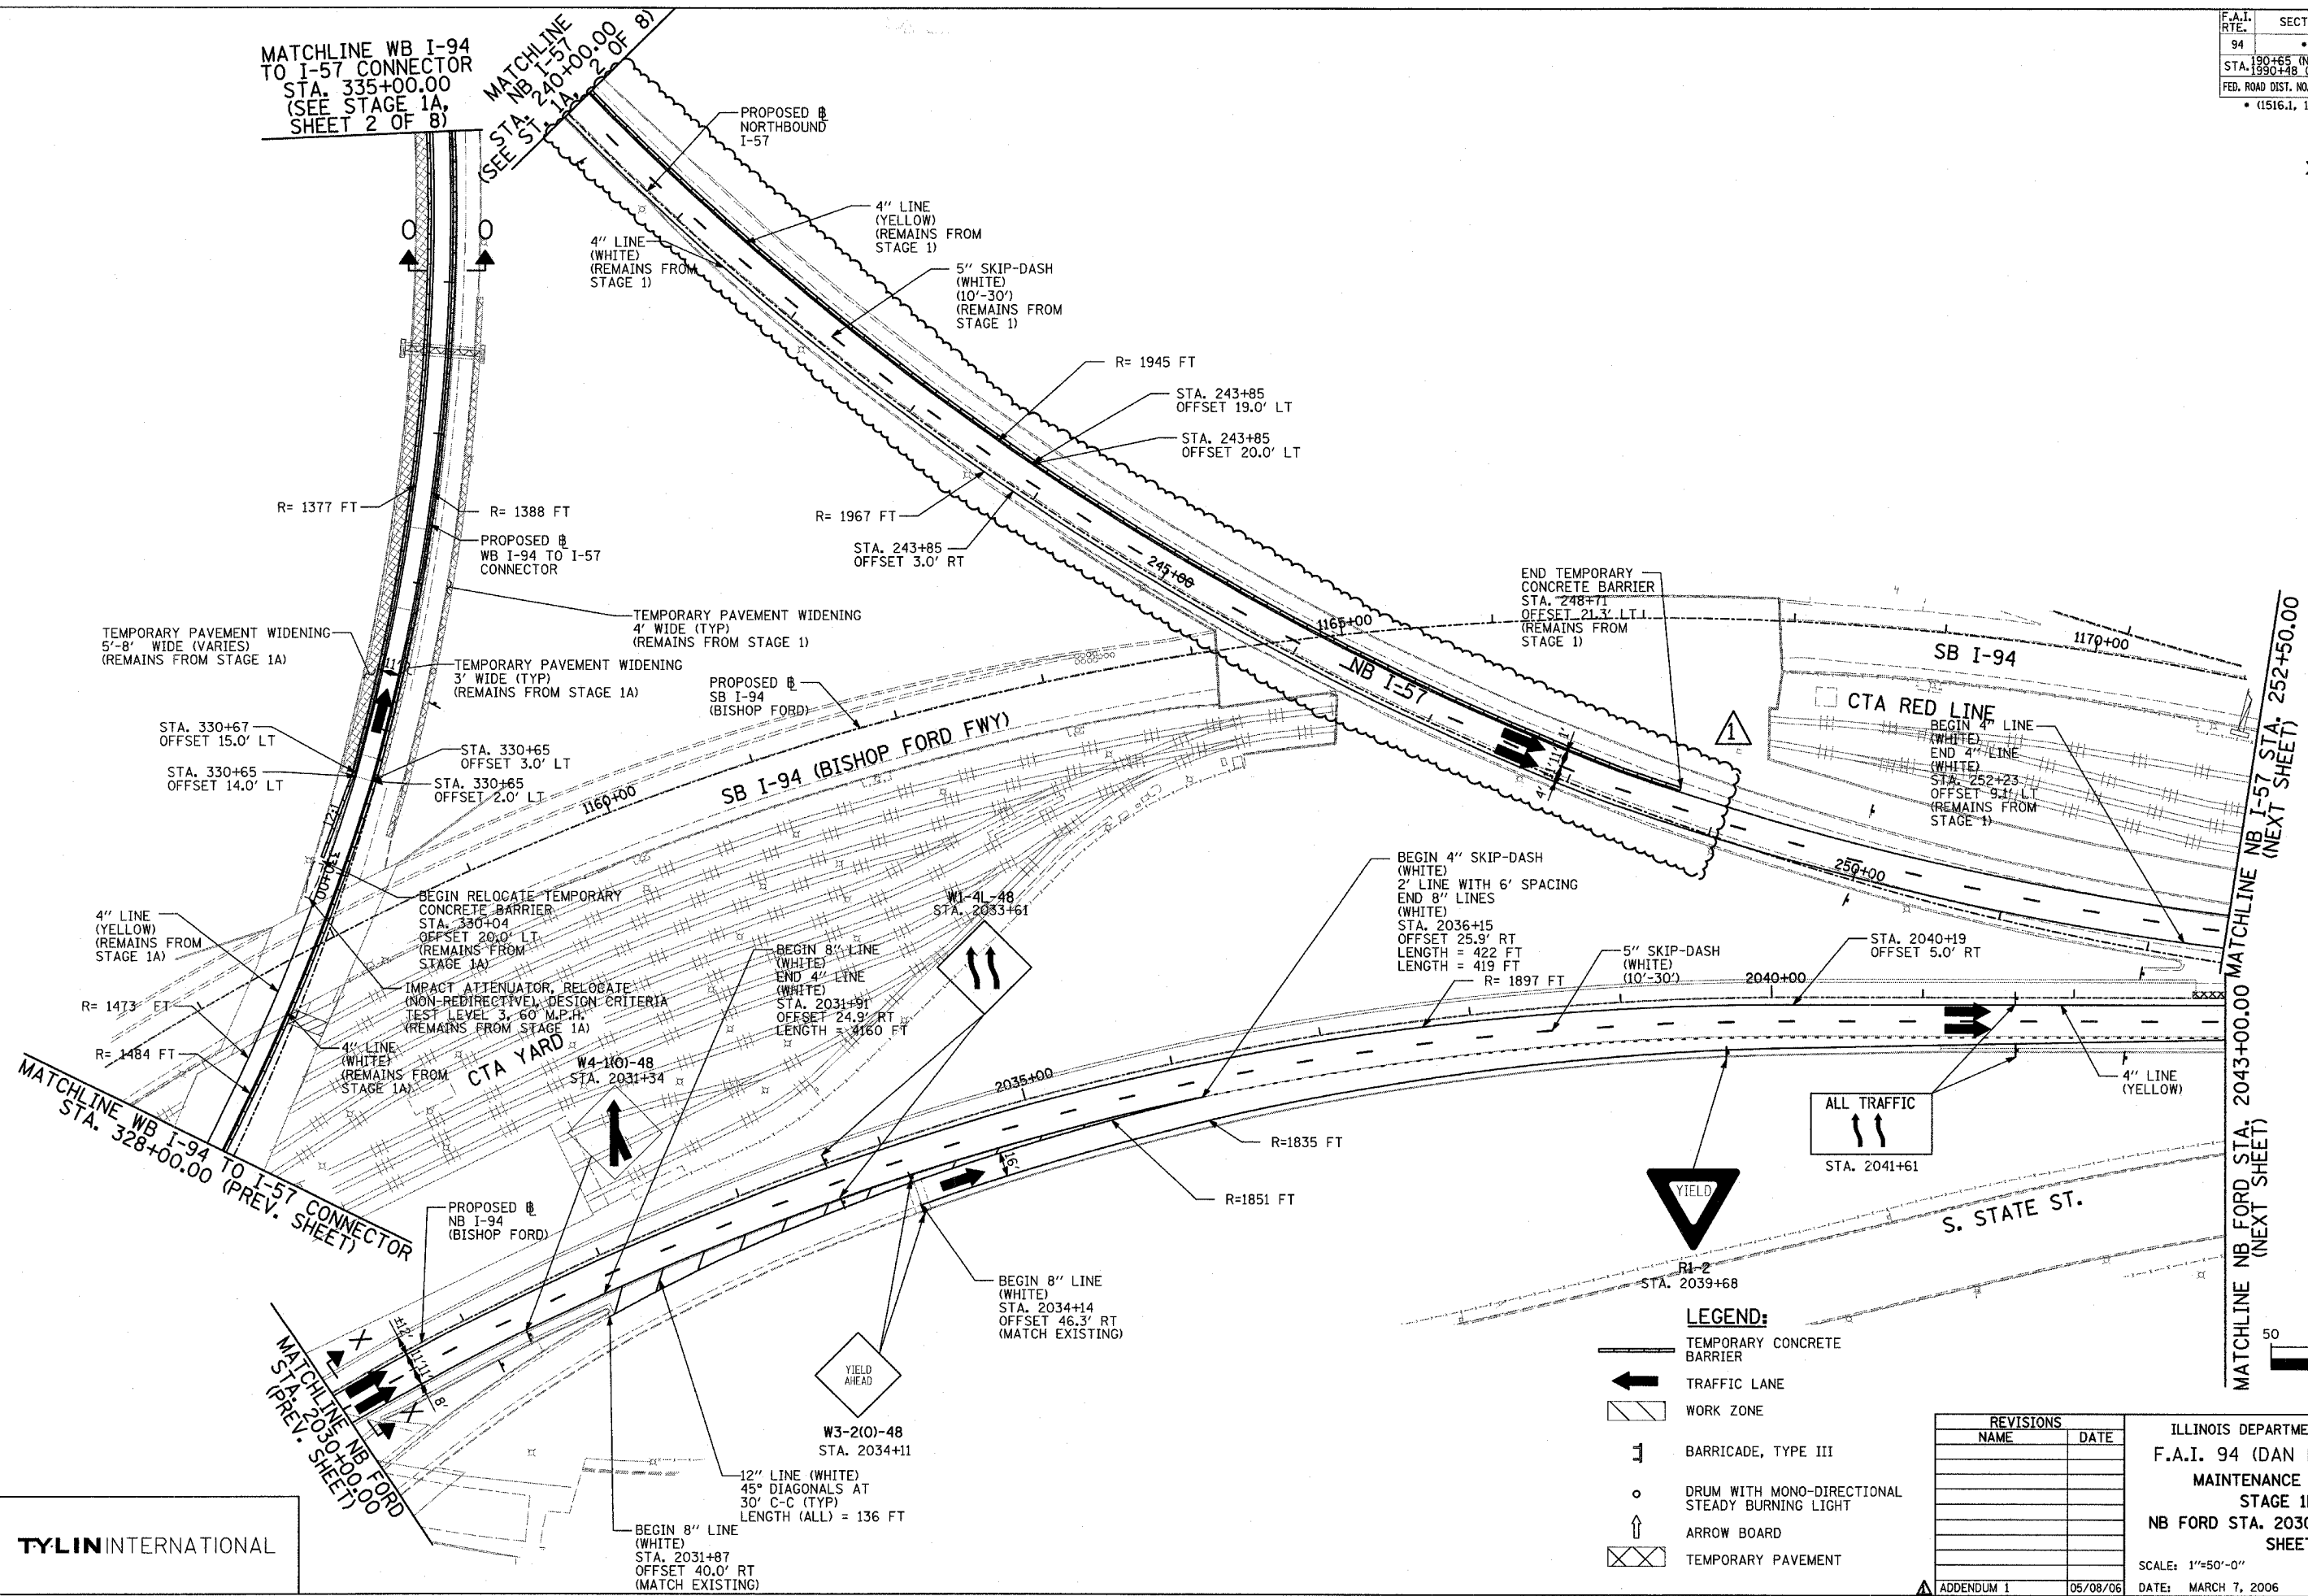 MATCHLINE WB I-94
TO I-57 CONNECTOR
STA. 335+00.00
(SEE STAGE 1A,
SHEET 2 OF 8)
MATCHLINE
NB I-57
STA. 240+00.00
(SEE ST. 1A, 2 OF 8)
F.A.I.
RTE.
SECT
94
•
STA. 190+65 (N
1990+48 (
FED. ROAD DIST. NO.
• (1516.1, 1
PROPOSED ℄
NORTHBOUND
I-57
4" LINE
(YELLOW)
(REMAINS FROM
STAGE 1)
4" LINE
(WHITE)
(REMAINS FROM
STAGE 1)
5" SKIP-DASH
(WHITE)
(10'-30')
(REMAINS FROM
STAGE 1)
O
O
R= 1945 FT
STA. 243+85
OFFSET 19.0' LT
STA. 243+85
OFFSET 20.0' LT
R= 1967 FT
STA. 243+85
OFFSET 3.0' RT
R= 1377 FT
R= 1388 FT
PROPOSED ℄
WB I-94 TO I-57
CONNECTOR
245+00
END TEMPORARY
CONCRETE BARRIER
STA. 248+71
OFFSET 21.3' LT
(REMAINS FROM
STAGE 1)
TEMPORARY PAVEMENT WIDENING
4' WIDE (TYP)
(REMAINS FROM STAGE 1)
TEMPORARY PAVEMENT WIDENING
5'-8' WIDE (VARIES)
(REMAINS FROM STAGE 1A)
11'
TEMPORARY PAVEMENT WIDENING
3' WIDE (TYP)
(REMAINS FROM STAGE 1A)
PROPOSED ℄
SB I-94
(BISHOP FORD)
1165+00
NB I-57
SB I-94
1170+00
CTA RED LINE
BEGIN 4" LINE
(WHITE)
END 4" LINE
(WHITE)
STA. 252+23
OFFSET 9.1' LT
(REMAINS FROM
STAGE 1)
1
MATCHLINE NB I-57 STA. 252+50.00
(NEXT SHEET)
STA. 330+67
OFFSET 15.0' LT
STA. 330+65
OFFSET 14.0' LT
STA. 330+65
OFFSET 3.0' LT
STA. 330+65
OFFSET 2.0' LT
SB I-94 (BISHOP FORD FWY)
1160+00
1'
11'
4'
12:1
330+00
250+00
BEGIN RELOCATE TEMPORARY
CONCRETE BARRIER
STA. 330+04
OFFSET 20.0' LT
(REMAINS FROM
STAGE 1A)
4" LINE
(YELLOW)
(REMAINS FROM
STAGE 1A)
IMPACT ATTENUATOR, RELOCATE
(NON-REDIRECTIVE), DESIGN CRITERIA
TEST LEVEL 3, 60 M.P.H.
(REMAINS FROM STAGE 1A)
R= 1473 FT
R= 1484 FT
4" LINE
(WHITE)
(REMAINS FROM
STAGE 1A)
CTA YARD
W1-4L-48
STA. 2033+61
BEGIN 8" LINE
(WHITE)
END 4" LINE
(WHITE)
STA. 2031+91
OFFSET 24.9' RT
LENGTH = 4160 FT
W4-1(O)-48
STA. 2031+34
BEGIN 4" SKIP-DASH
(WHITE)
2' LINE WITH 6' SPACING
END 8" LINES
(WHITE)
STA. 2036+15
OFFSET 25.9' RT
LENGTH = 422 FT
LENGTH = 419 FT
R= 1897 FT
5" SKIP-DASH
(WHITE)
(10'-30')
2040+00
STA. 2040+19
OFFSET 5.0' RT
4" LINE
(YELLOW)
2035+00
R=1835 FT
R=1851 FT
16'
ALL TRAFFIC
STA. 2041+61
YIELD
R1-2
STA. 2039+68
S. STATE ST.
MATCHLINE NB FORD STA. 2043+00.00
(NEXT SHEET)
MATCHLINE WB I-94 TO I-57 CONNECTOR
STA. 328+00.00 (PREV. SHEET)
PROPOSED ℄
NB I-94
(BISHOP FORD)
BEGIN 8" LINE
(WHITE)
STA. 2034+14
OFFSET 46.3' RT
(MATCH EXISTING)
X
X
±12'
11'
11'
8'
MATCHLINE NB FORD
STA. 2030+00.00
(PREV. SHEET)
YIELD
AHEAD
W3-2(O)-48
STA. 2034+11
12" LINE (WHITE)
45° DIAGONALS AT
30' C-C (TYP)
LENGTH (ALL) = 136 FT
BEGIN 8" LINE
(WHITE)
STA. 2031+87
OFFSET 40.0' RT
(MATCH EXISTING)
LEGEND:
TEMPORARY CONCRETE
BARRIER
TRAFFIC LANE
WORK ZONE
BARRICADE, TYPE III
DRUM WITH MONO-DIRECTIONAL
STEADY BURNING LIGHT
ARROW BOARD
TEMPORARY PAVEMENT
50
REVISIONS
NAME
DATE
1 ADDENDUM 1
05/08/06
ILLINOIS DEPARTME
F.A.I. 94 (DAN
MAINTENANCE
STAGE 1
NB FORD STA. 2030
SHEET
SCALE: 1"=50'-0"
DATE: MARCH 7, 2006
TY·LIN INTERNATIONAL